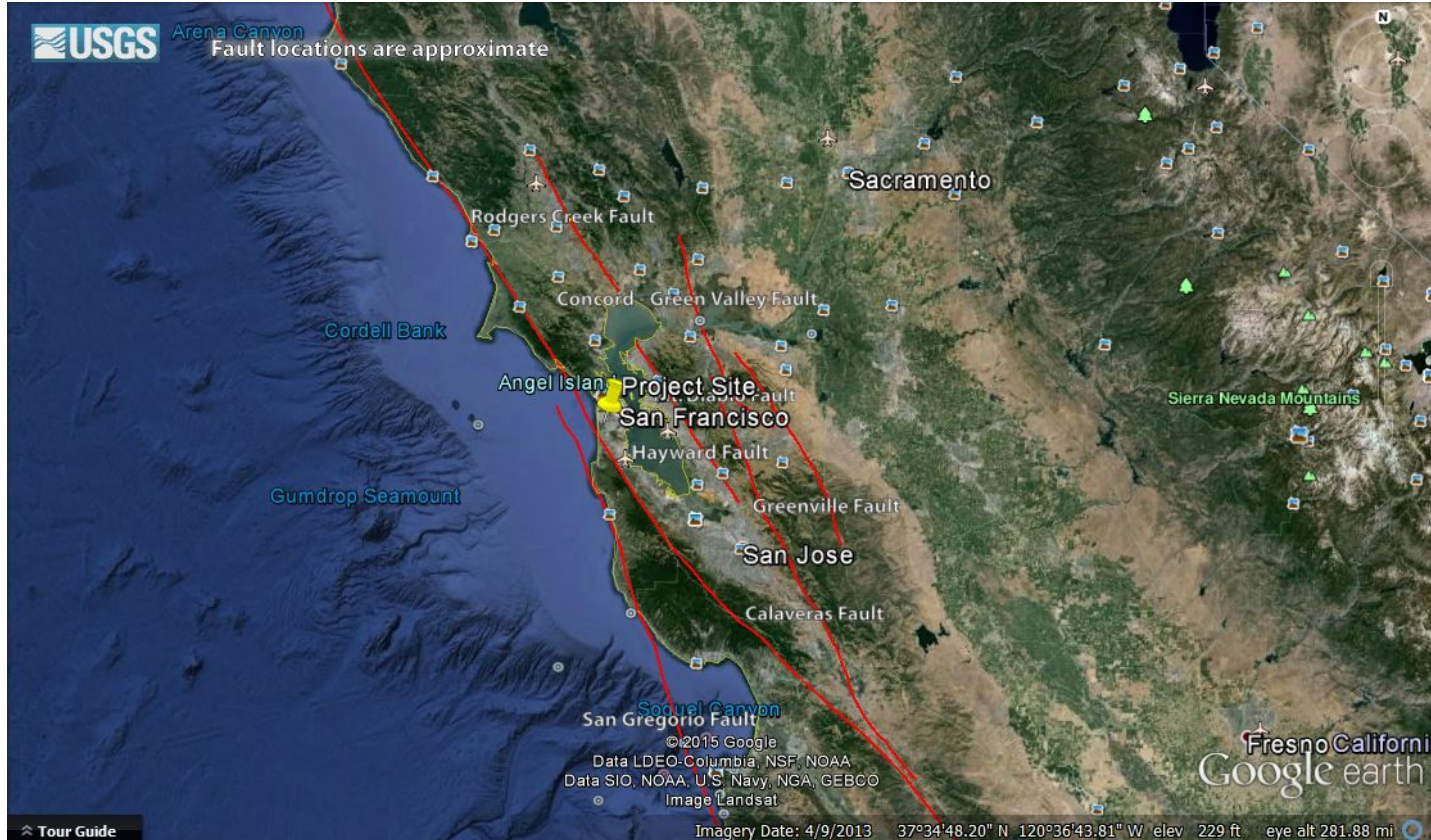 USGS
Arena Canyon
Fault locations are approximate
N
Sacramento
Rodgers Creek Fault
Concord - Green Valley Fault
Cordell Bank
Angel Island
Project Site
Diablo Fault
San Francisco
Sierra Nevada Mountains
Hayward Fault
Gumdrop Seamount
Greenville Fault
San Jose
Calaveras Fault
Soquel Canyon
San Gregorio Fault
© 2015 Google
Data LDEO-Columbia, NSF, NOAA
Data SIO, NOAA, U.S. Navy, NGA, GEBCO
Image Landsat
Fresno Californi
Google earth
Tour Guide
Imagery Date: 4/9/2013 37°34'48.20" N 120°36'43.81" W elev 229 ft eye alt 281.88 mi